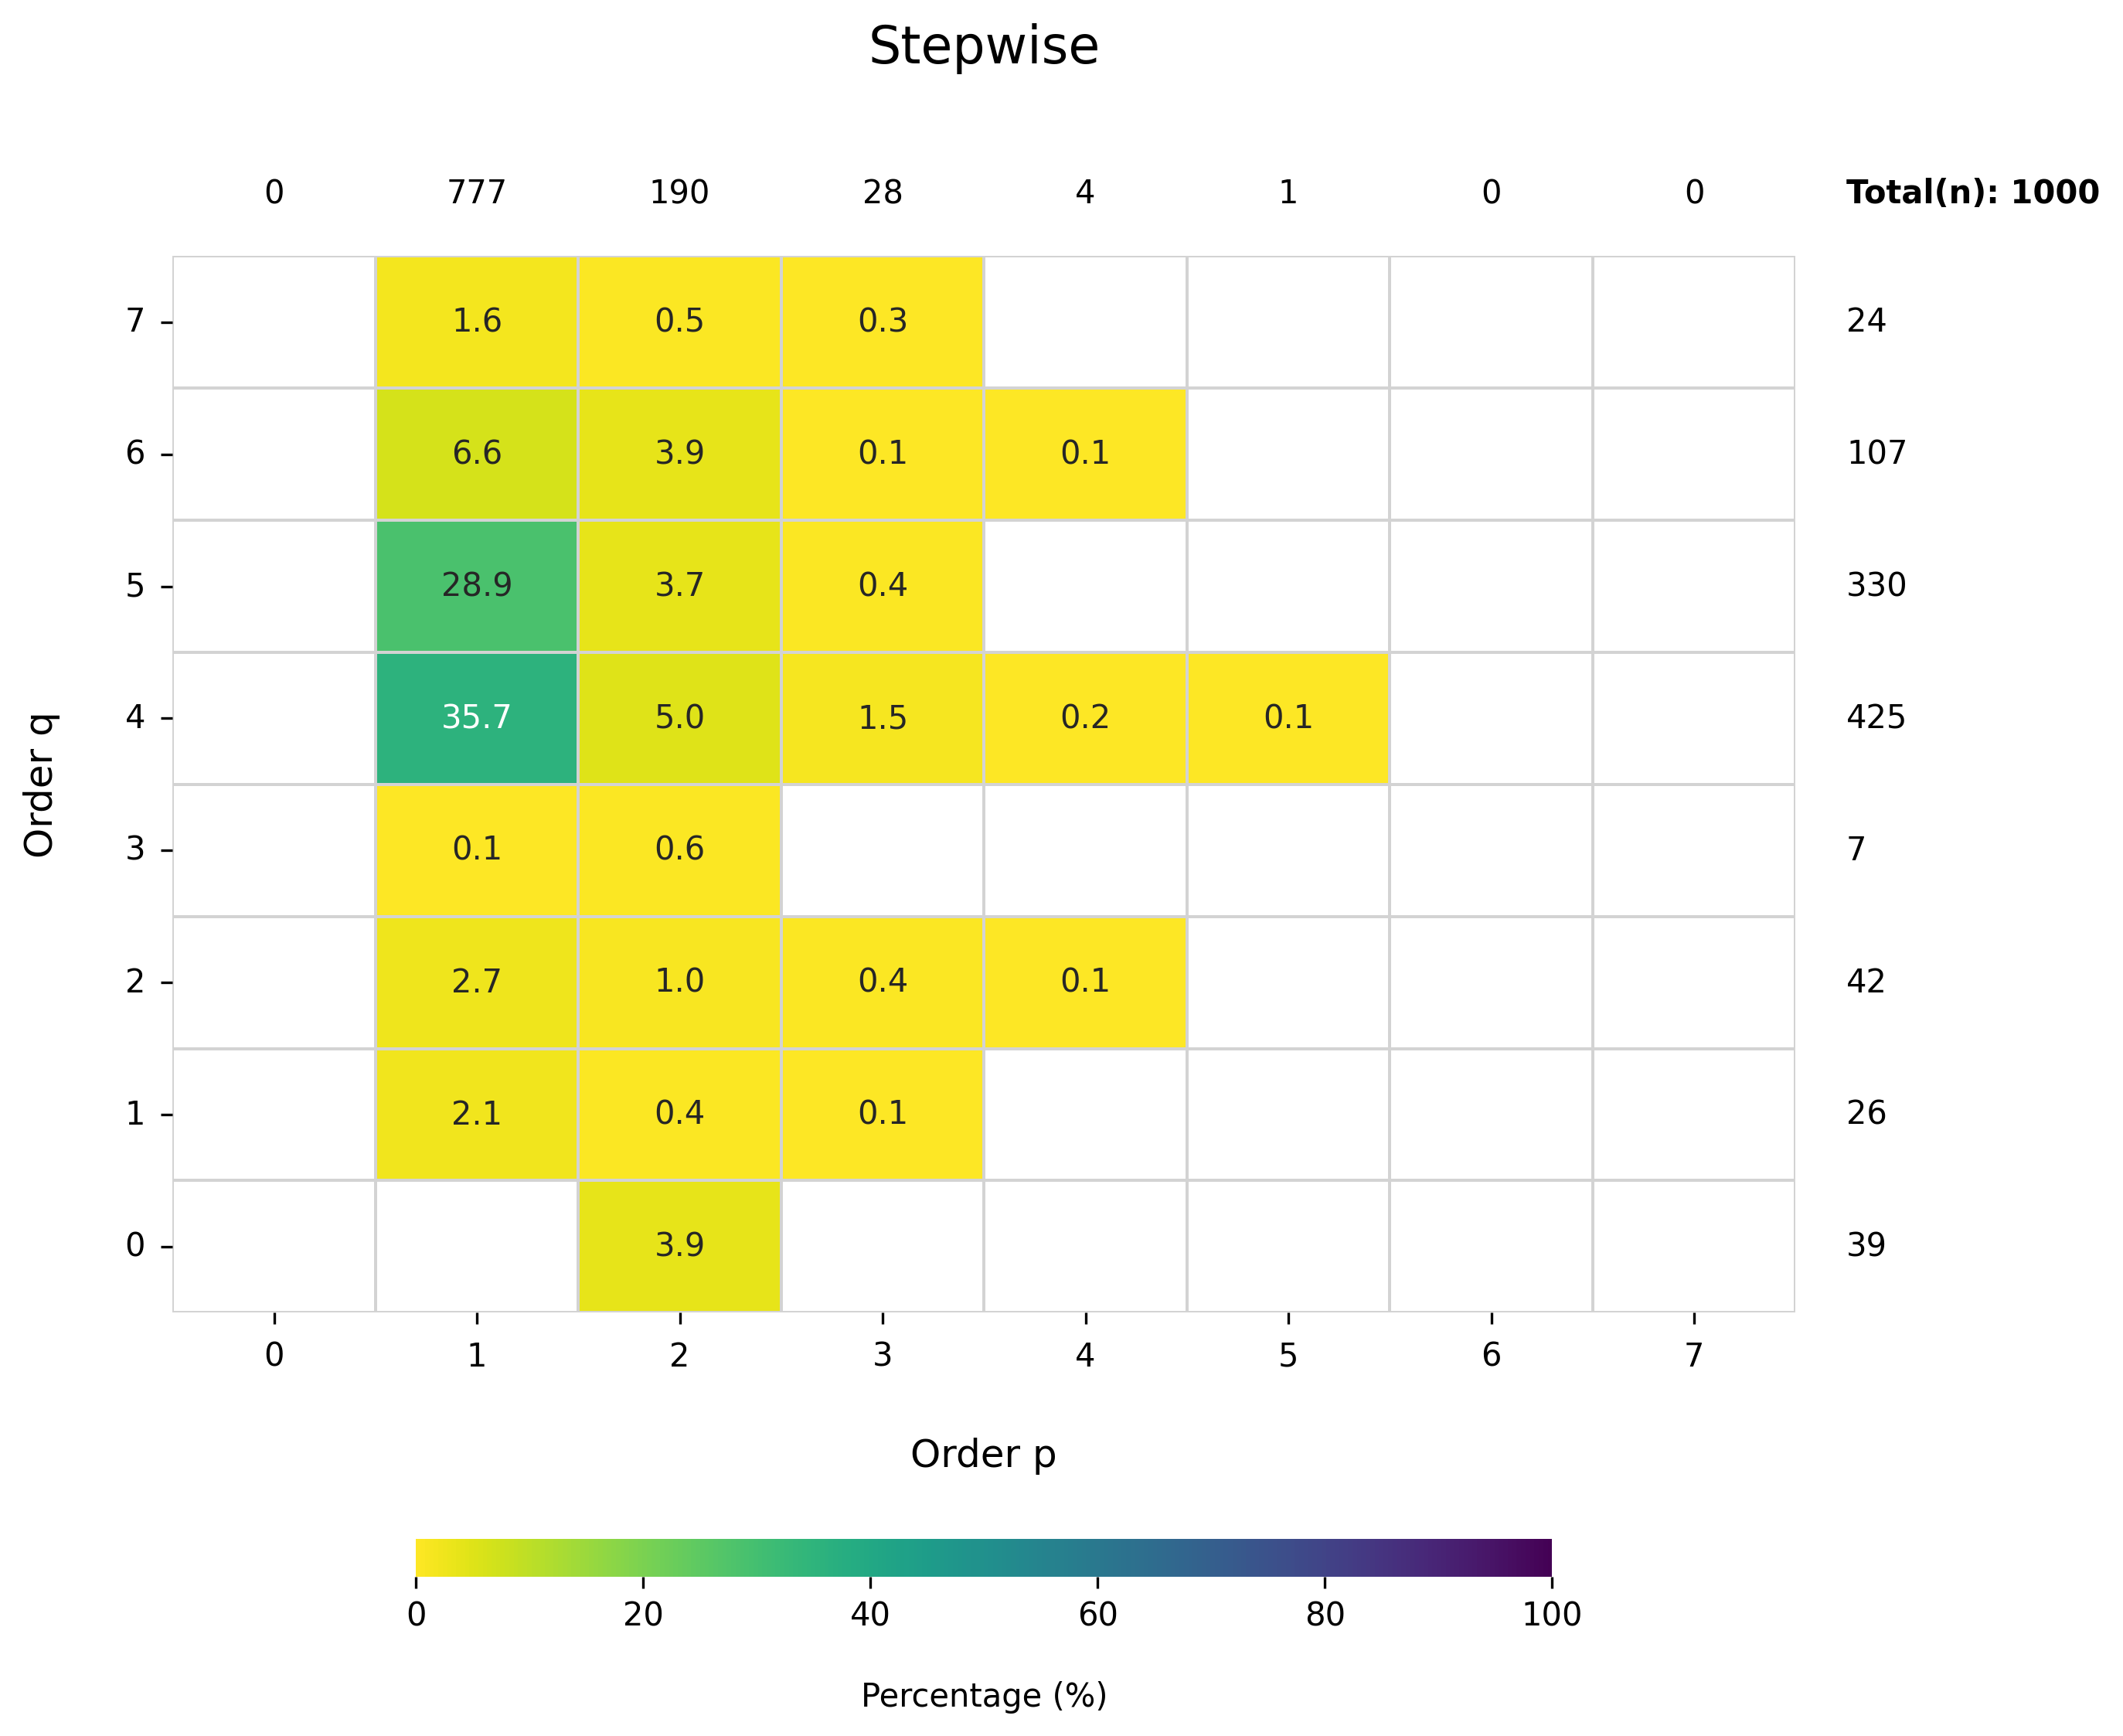 Stepwise
0 777 190 28 4 1 0 0 Total(n): 1000
7 1.6 0.5 0.3 24
6 6.6 3.9 0.1 0.1 107
5 28.9 3.7 0.4 330
4 35.7 5.0 1.5 0.2 0.1 425
3 0.1 0.6 7
2 2.7 1.0 0.4 0.1 42
1 2.1 0.4 0.1 26
0 3.9 39
Order q
0 1 2 3 4 5 6 7
Order p
0 20 40 60 80 100
Percentage (%)